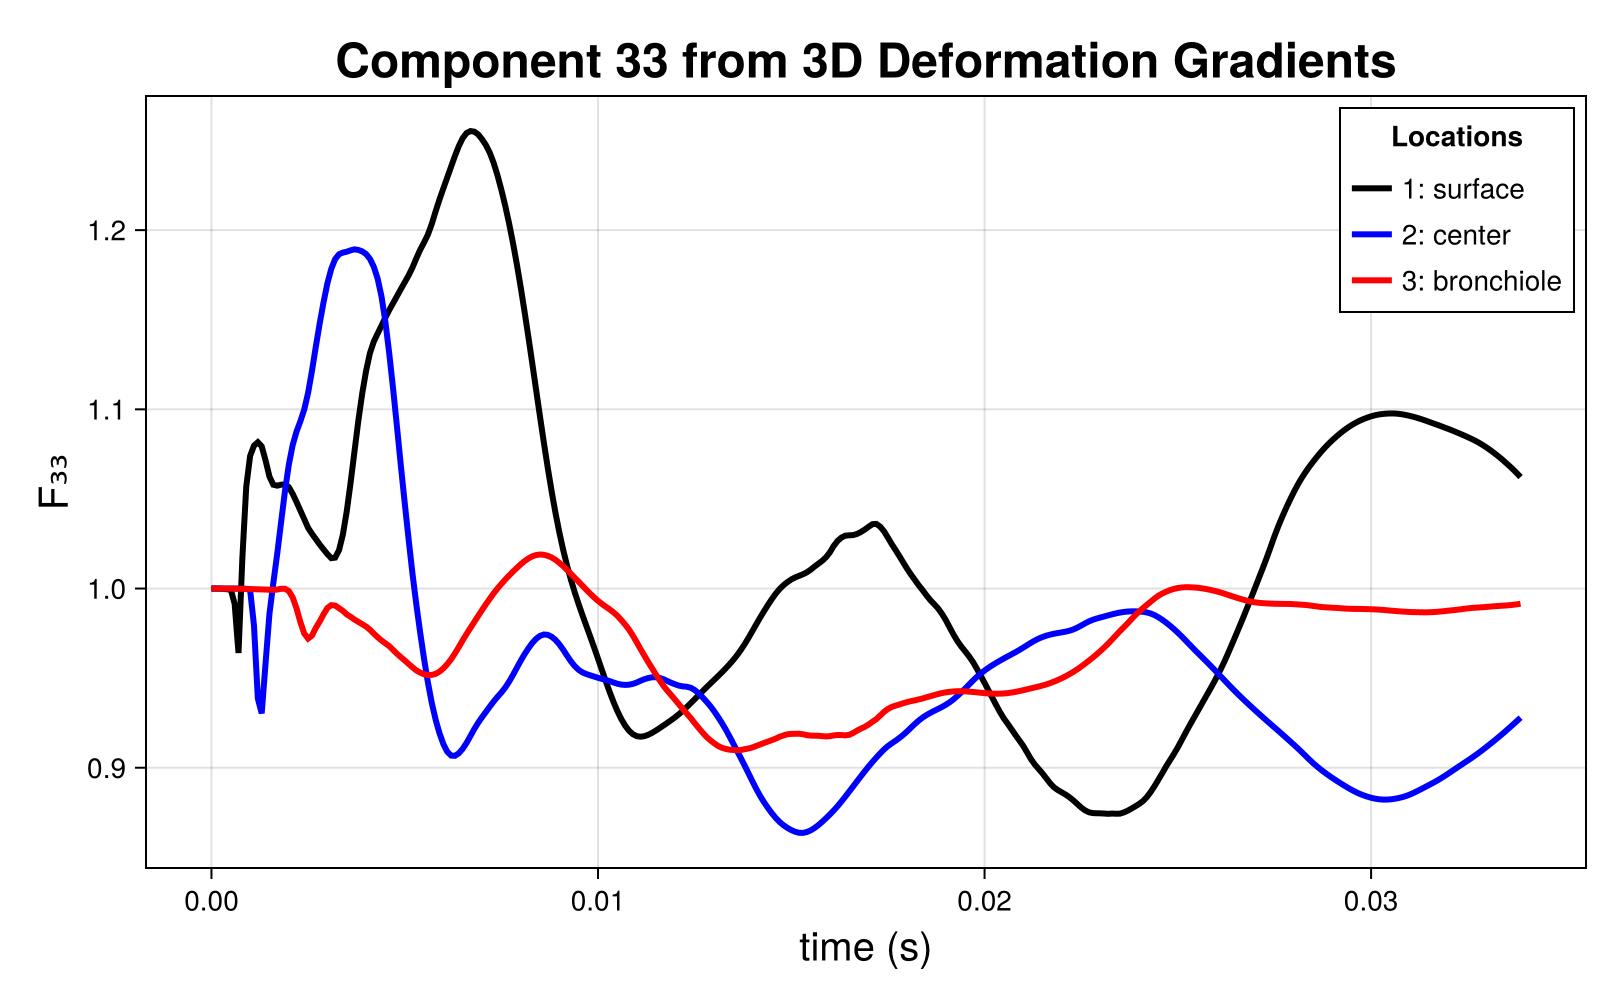 Component 33 from 3D Deformation Gradients
Locations
1: surface
2: center
3: bronchiole
F₃₃
1.2
1.1
1.0
0.9
0.00
0.01
0.02
0.03
time (s)